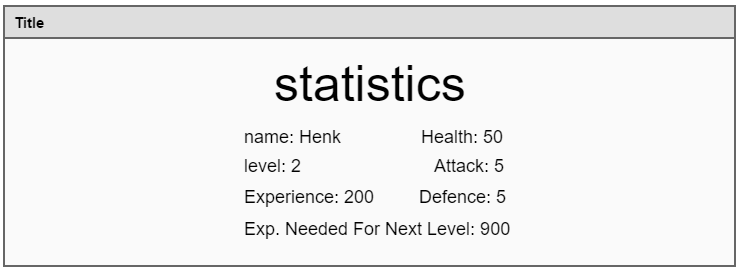 Title
statistics
name: Henk Health: 50
level: 2 Attack: 5
Experience: 200 Defence: 5
Exp. Needed For Next Level: 900